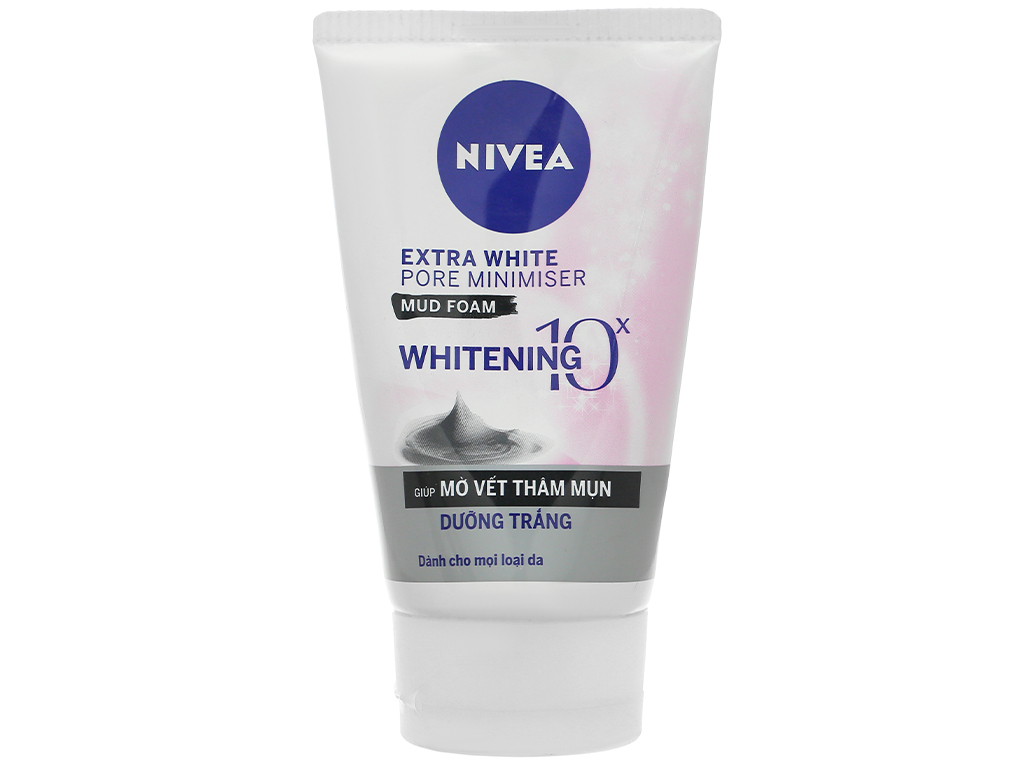 NIVEA
EXTRA WHITE
PORE MINIMISER
MUD FOAM
WHITENING 10X
GIÚP MỜ VẾT THÂM MỤN
DƯỠNG TRẮNG
Dành cho mọi loại da